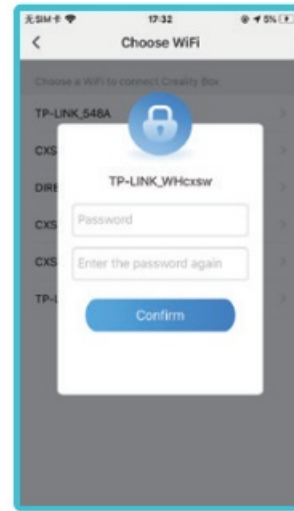 无SIM卡 17:32 5%
Choose WiFi
Choose a WiFi to connect Creality Box
TP-LINK_548A
CXS
TP-LINK_WHcxsw
DIRE
CXS
Password
CXS
Enter the password again
TP-L
Confirm